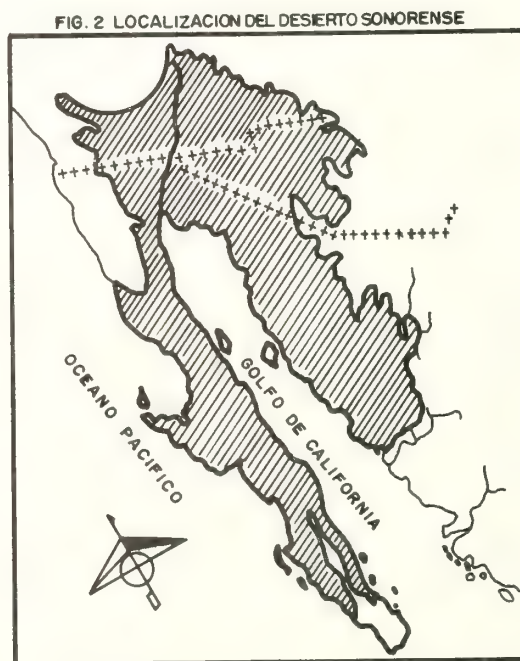 FIG. 2 LOCALIZACION DEL DESIERTO SONORENSE
OCEANO PACIFICO
GOLFO DE CALIFORNIA